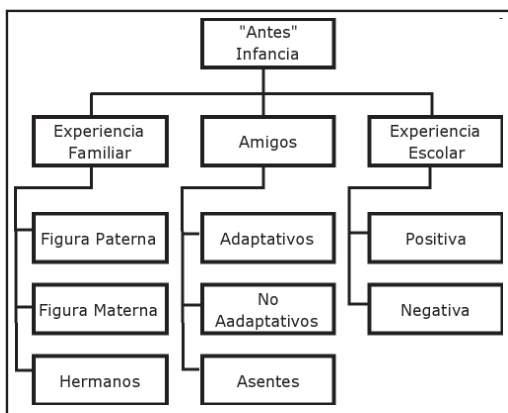 "Antes"
Infancia
Experiencia
Familiar
Amigos
Experiencia
Escolar
Figura Paterna
Adaptativos
Positiva
Figura Materna
No
Aadaptativos
Negativa
Hermanos
Asentes